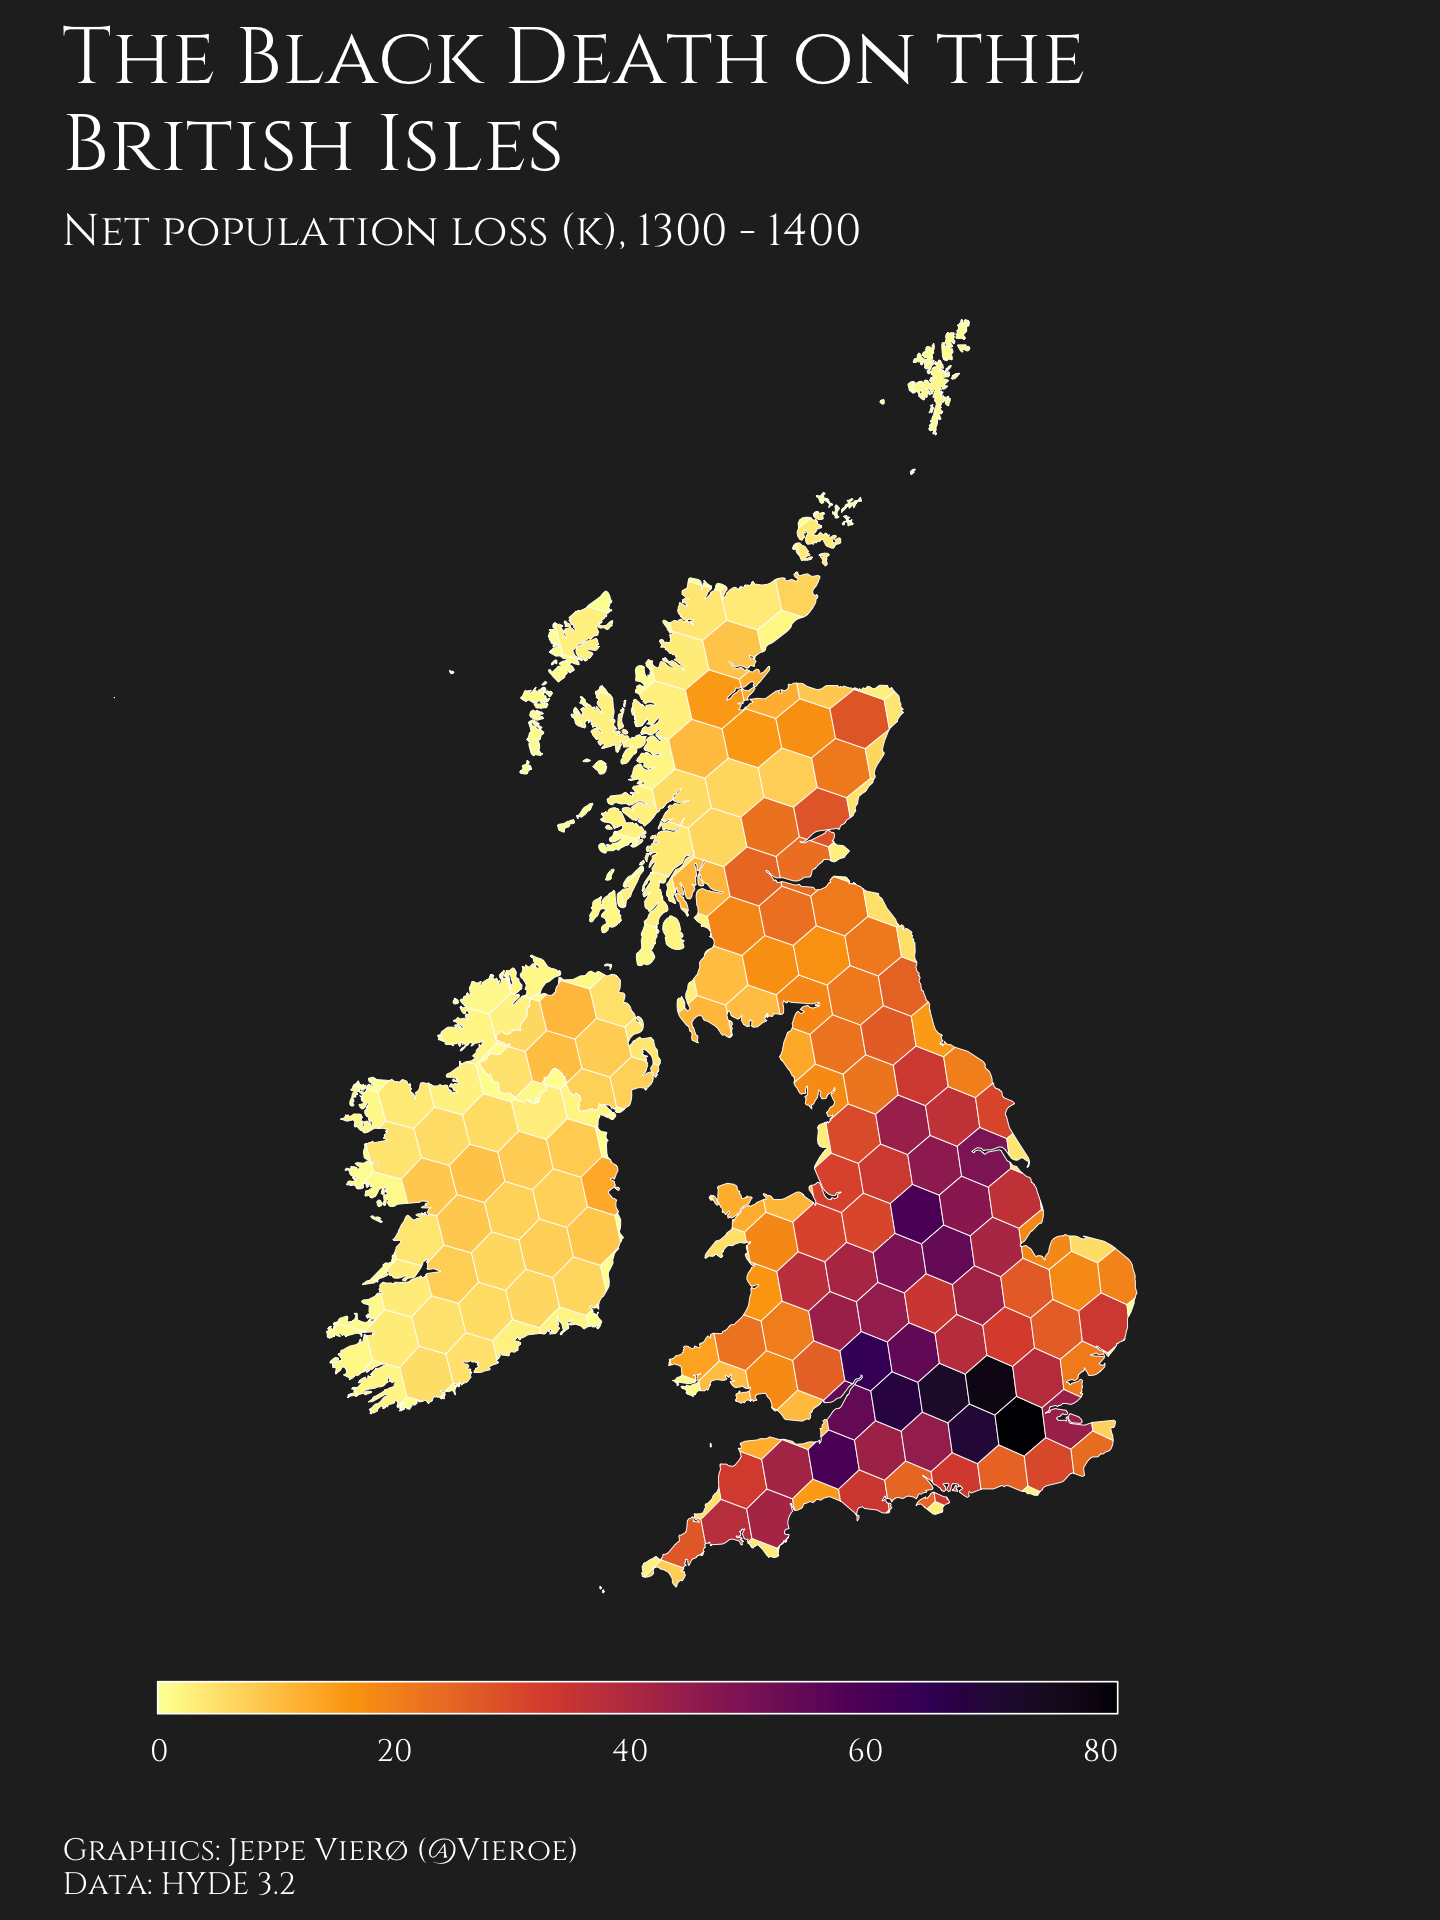 The Black Death on the
British Isles
Net population loss (k), 1300 - 1400
0 20 40 60 80
Graphics: Jeppe Vierø (@Vieroe)
Data: HYDE 3.2